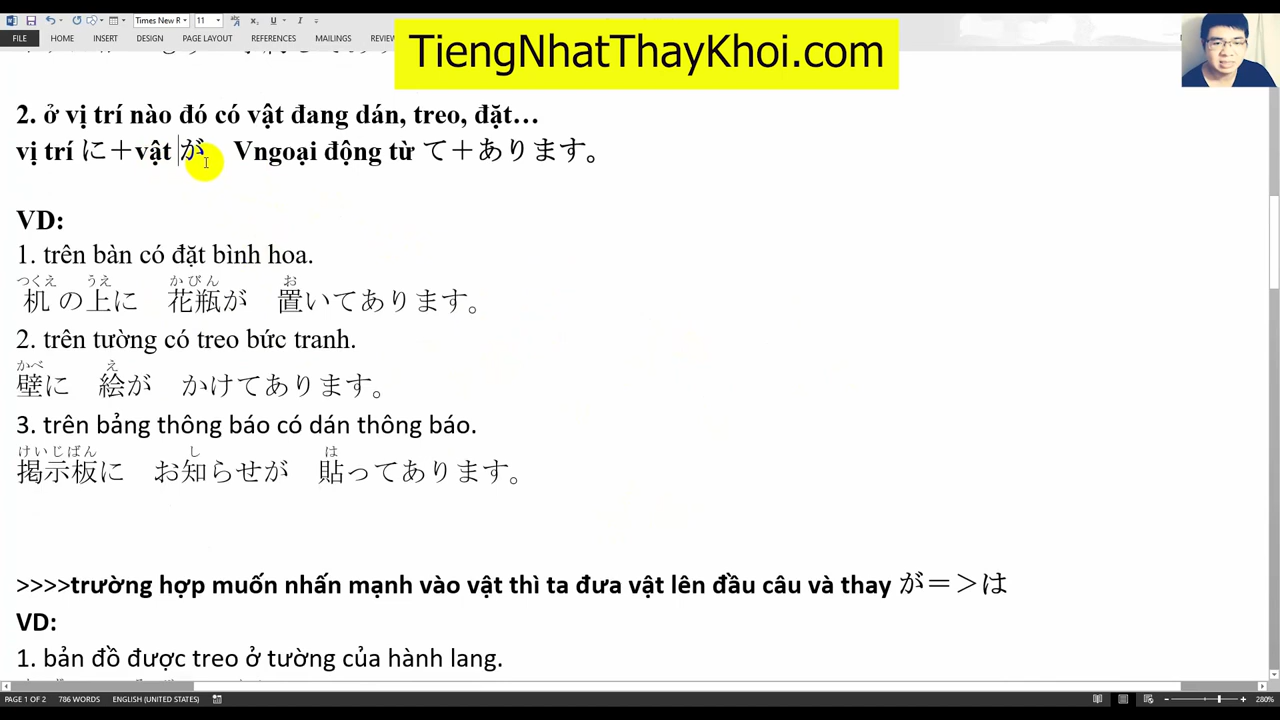 Times New R 11
FILE HOME INSERT DESIGN PAGE LAYOUT REFERENCES MAILINGS
TiengNhatThayKhoi.com
2. ở vị trí nào đó có vật đang dán, treo, đặt…
vị trí に＋vật が Vngoại động từ て＋あります。
VD:
1. trên bàn có đặt bình hoa.
つくえ うえ かびん お
机の上に 花瓶が 置いてあります。
2. trên tường có treo bức tranh.
かべ え
壁に 絵が かけてあります。
3. trên bảng thông báo có dán thông báo.
けいじばん し は
掲示板に お知らせが 貼ってあります。
>>>>trường hợp muốn nhấn mạnh vào vật thì ta đưa vật lên đầu câu và thay が＝＞は
VD:
1. bản đồ được treo ở tường của hành lang.
PAGE 1 OF 2 786 WORDS ENGLISH (UNITED STATES) 280%